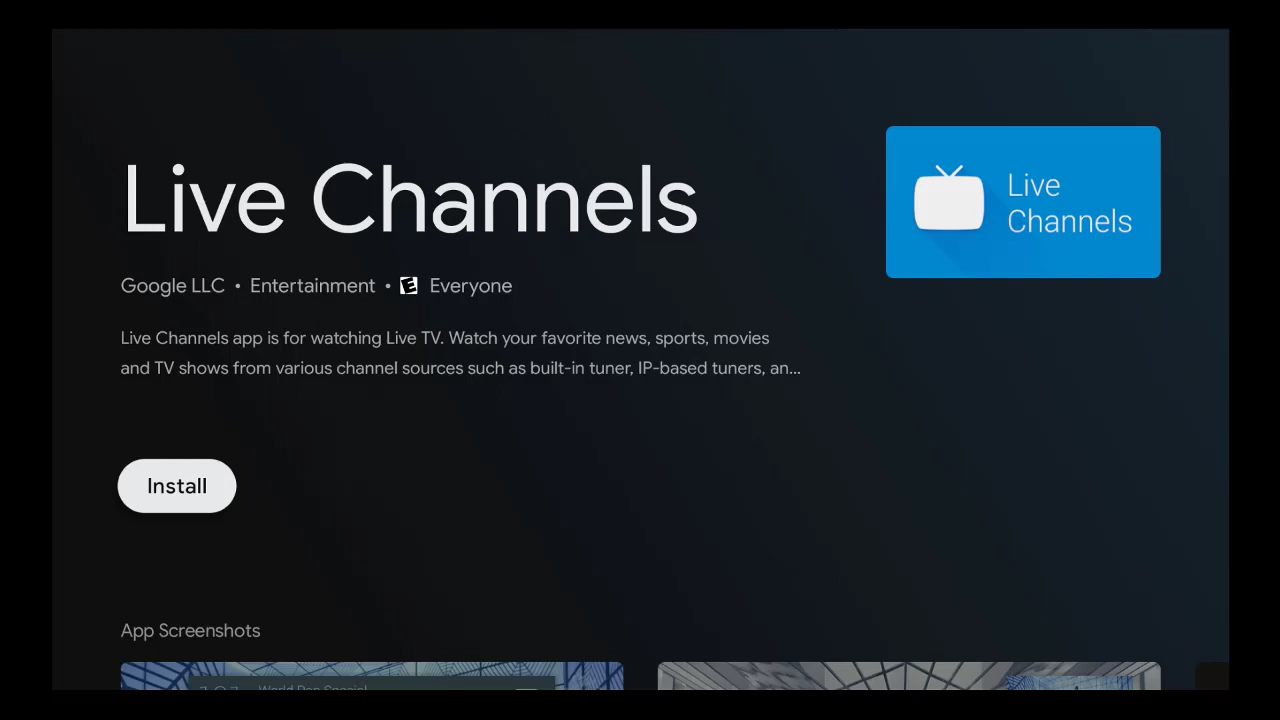 Live Channels
Live
Channels
Google LLC • Entertainment • E Everyone
Live Channels app is for watching Live TV. Watch your favorite news, sports, movies
and TV shows from various channel sources such as built-in tuner, IP-based tuners, an...
Install
App Screenshots